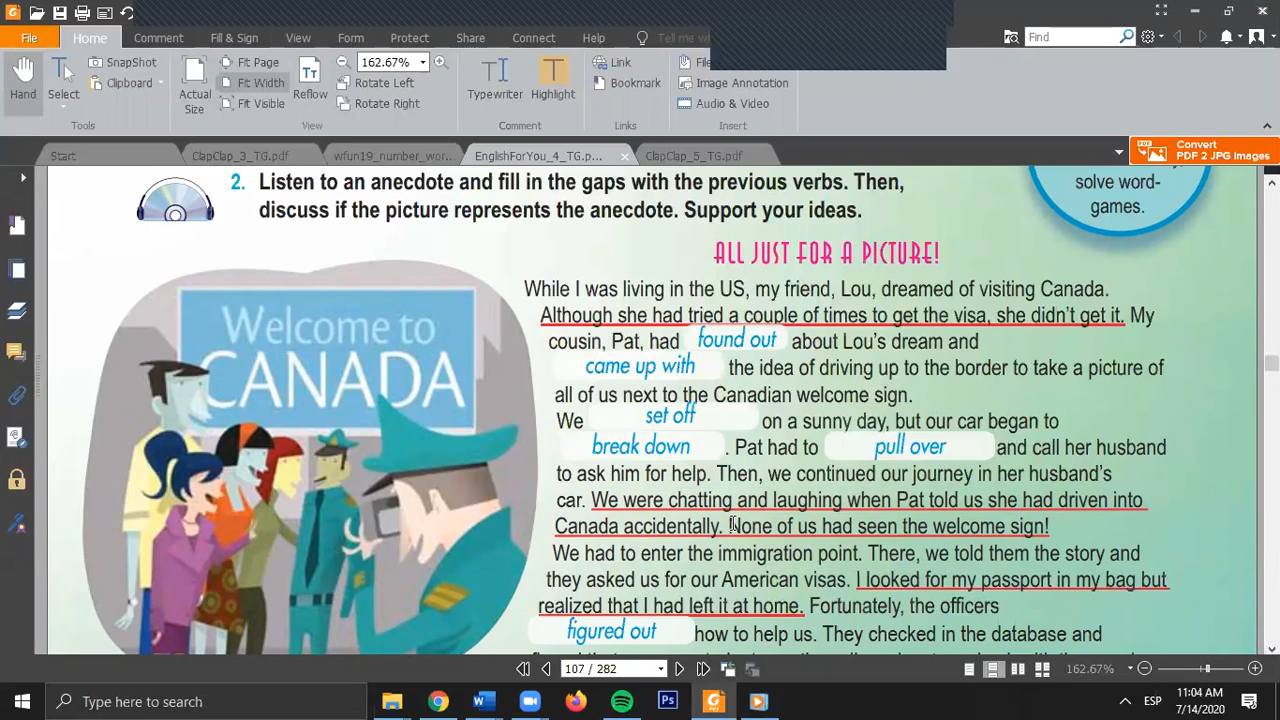 File Home Comment Fill & Sign View Form Protect Share Connect Help Tell me Find
SnapShot Fit Page 162.67% Rotate Left Link Image Annotation
Hand Select Clipboard Actual Size Fit Width Reflow Rotate Right Typewriter Highlight Bookmark Audio & Video
Fit Visible
Tools View Comment Links Insert
Start ClapClap_3_TG.pdf wfun19_number_wor... EnglishForYou_4_TG.p... ClapClap_5_TG.pdf
Convert
PDF 2 JPG Images
2. Listen to an anecdote and fill in the gaps with the previous verbs. Then,
discuss if the picture represents the anecdote. Support your ideas.
solve word-
games.
ALL JUST FOR A PICTURE!
Welcome to
CANADA
While I was living in the US, my friend, Lou, dreamed of visiting Canada.
Although she had tried a couple of times to get the visa, she didn't get it. My
cousin, Pat, had found out about Lou's dream and
came up with the idea of driving up to the border to take a picture of
all of us next to the Canadian welcome sign.
We set off on a sunny day, but our car began to
break down. Pat had to pull over and call her husband
to ask him for help. Then, we continued our journey in her husband's
car. We were chatting and laughing when Pat told us she had driven into
Canada accidentally. None of us had seen the welcome sign!
We had to enter the immigration point. There, we told them the story and
they asked us for our American visas. I looked for my passport in my bag but
realized that I had left it at home. Fortunately, the officers
figured out how to help us. They checked in the database and
107 / 282 162.67%
Type here to search
ESP
11:04 AM
7/14/2020